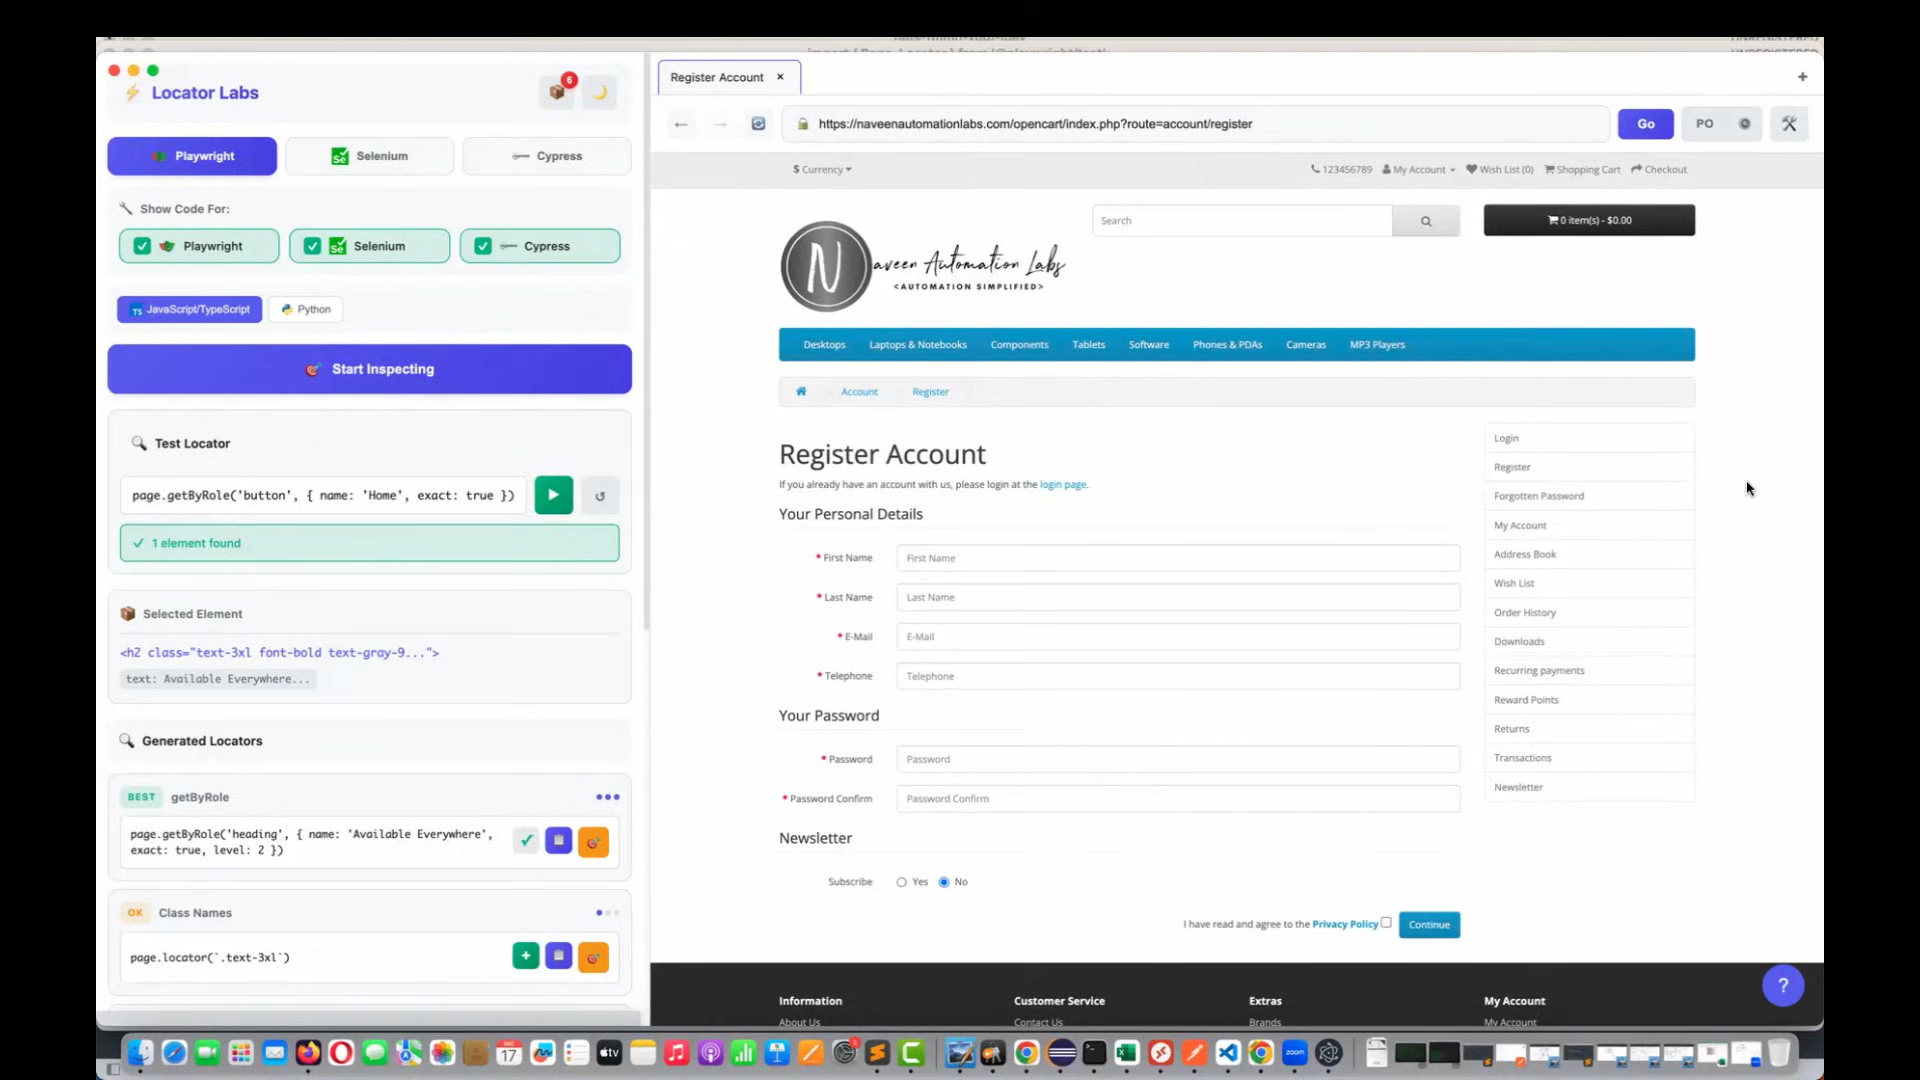 UNREGISTERED
⚡ Locator Labs
6
Playwright
Selenium
Cypress
Show Code For:
Playwright
Selenium
Cypress
JavaScript/TypeScript
Python
Start Inspecting
Test Locator
page.getByRole('button', { name: 'Home', exact: true })
✓ 1 element found
Selected Element
<h2 class="text-3xl font-bold text-gray-9...">
text: Available Everywhere...
Generated Locators
BEST getByRole
page.getByRole('heading', { name: 'Available Everywhere',
exact: true, level: 2 })
OK Class Names
page.locator(`.text-3xl`)
Register Account ×
https://naveenautomationlabs.com/opencart/index.php?route=account/register
Go
PO
$ Currency
123456789
My Account
Wish List (0)
Shopping Cart
Checkout
N
aveen Automation Labs
<AUTOMATION SIMPLIFIED>
Search
0 item(s) - $0.00
Desktops
Laptops & Notebooks
Components
Tablets
Software
Phones & PDAs
Cameras
MP3 Players
Account
Register
Register Account
If you already have an account with us, please login at the login page.
Your Personal Details
* First Name
First Name
* Last Name
Last Name
* E-Mail
E-Mail
* Telephone
Telephone
Your Password
* Password
Password
* Password Confirm
Password Confirm
Newsletter
Subscribe
Yes
No
I have read and agree to the Privacy Policy
Continue
Login
Register
Forgotten Password
My Account
Address Book
Wish List
Order History
Downloads
Recurring payments
Reward Points
Returns
Transactions
Newsletter
?
Information
Customer Service
Extras
My Account
About Us
Contact Us
Brands
My Account
DEC
17
tv
zoom